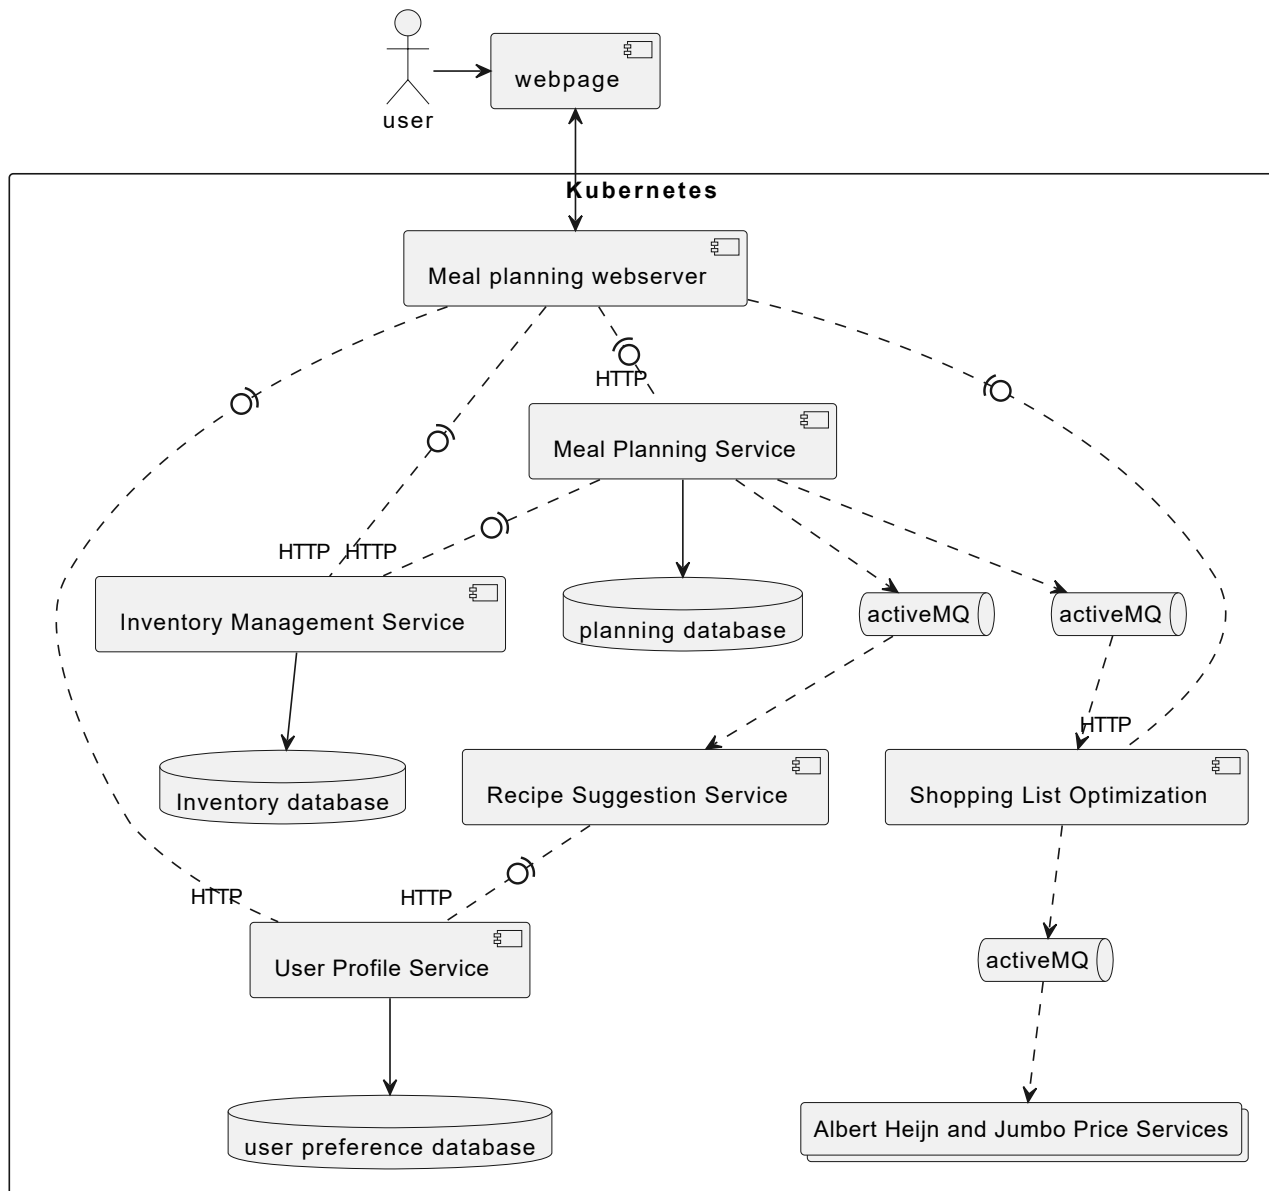 webpage
user
Kubernetes
Meal planning webserver
HTTP
Meal Planning Service
HTTP
HTTP
Inventory Management Service
planning database
activeMQ
activeMQ
HTTP
Inventory database
Recipe Suggestion Service
Shopping List Optimization
HTTP
HTTP
User Profile Service
activeMQ
user preference database
Albert Heijn and Jumbo Price Services